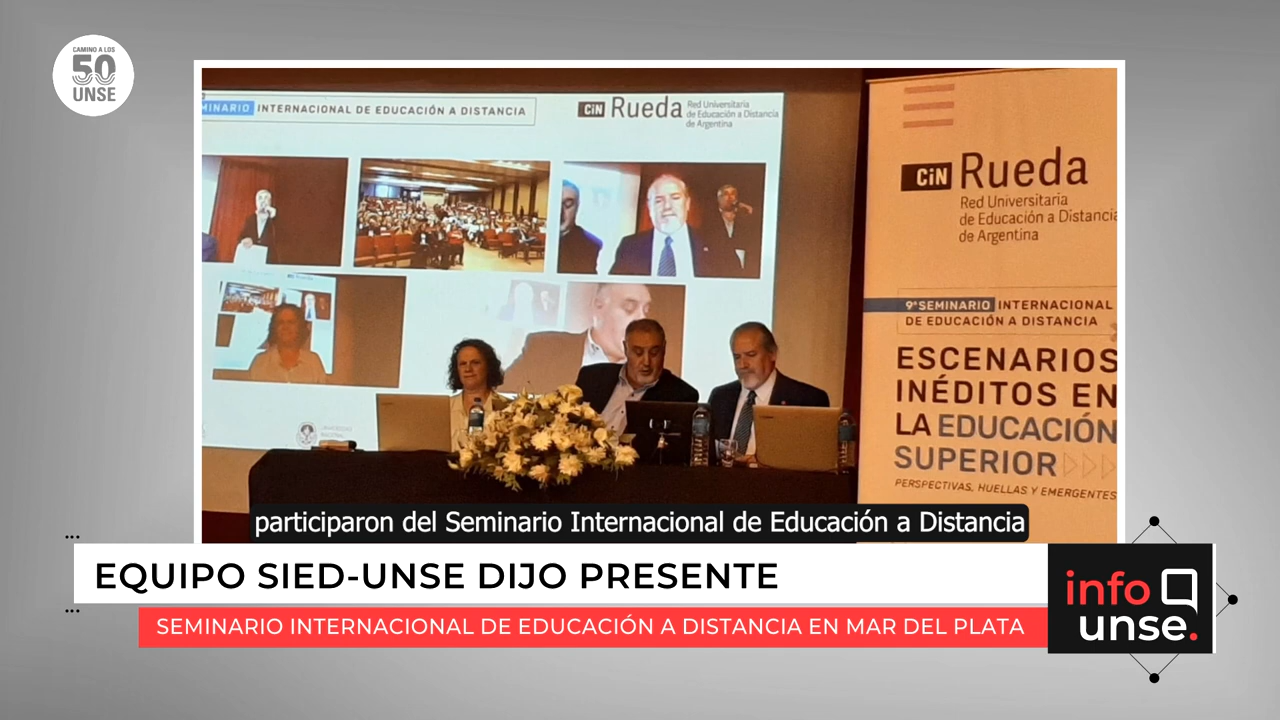 CAMINO A LOS
50
UNSE
SEMINARIO INTERNACIONAL DE EDUCACIÓN A DISTANCIA
CiN Rueda
Red Universitaria
de Educación a Distancia
de Argentina
CiN Rueda
Red Universitaria
de Educación a Distancia
de Argentina
9° SEMINARIO INTERNACIONAL
DE EDUCACIÓN A DISTANCIA
ESCENARIOS
INÉDITOS EN
LA EDUCACIÓN
SUPERIOR
PERSPECTIVAS, HUELLAS Y EMERGENTES
participaron del Seminario Internacional de Educación a Distancia
EQUIPO SIED-UNSE DIJO PRESENTE
SEMINARIO INTERNACIONAL DE EDUCACIÓN A DISTANCIA EN MAR DEL PLATA
info
unse.